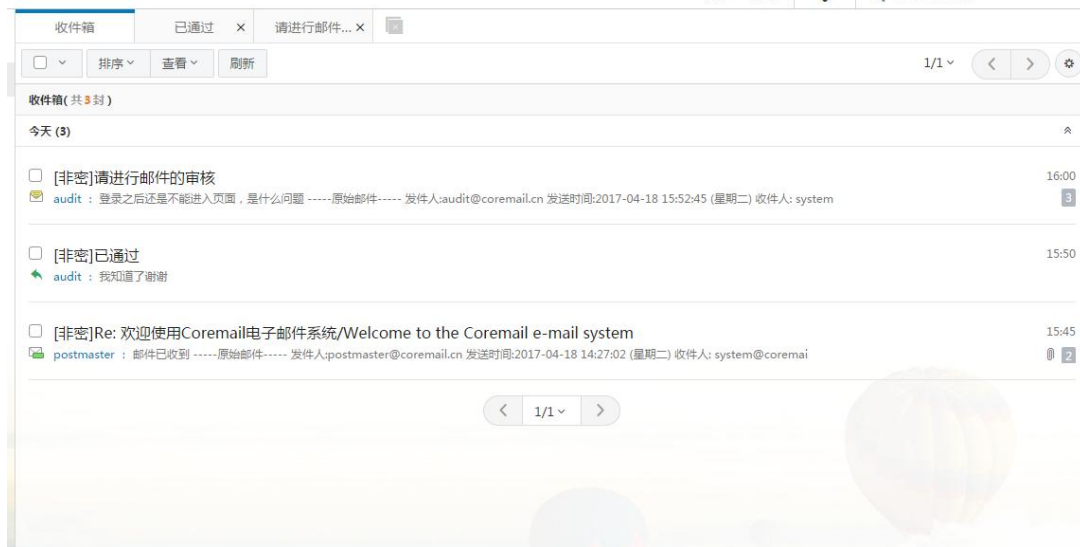 收件箱 已通过 × 请进行邮件... ×
排序 查看 刷新 1/1
收件箱(共3封)
今天 (3)
[非密]请进行邮件的审核 16:00
audit : 登录之后还是不能进入页面，是什么问题 -----原始邮件----- 发件人:audit@coremail.cn 发送时间:2017-04-18 15:52:45 (星期二) 收件人: system 3
[非密]已通过 15:50
audit : 我知道了谢谢
[非密]Re: 欢迎使用Coremail电子邮件系统/Welcome to the Coremail e-mail system 15:45
postmaster : 邮件已收到 -----原始邮件----- 发件人:postmaster@coremail.cn 发送时间:2017-04-18 14:27:02 (星期二) 收件人: system@coremai 2
1/1